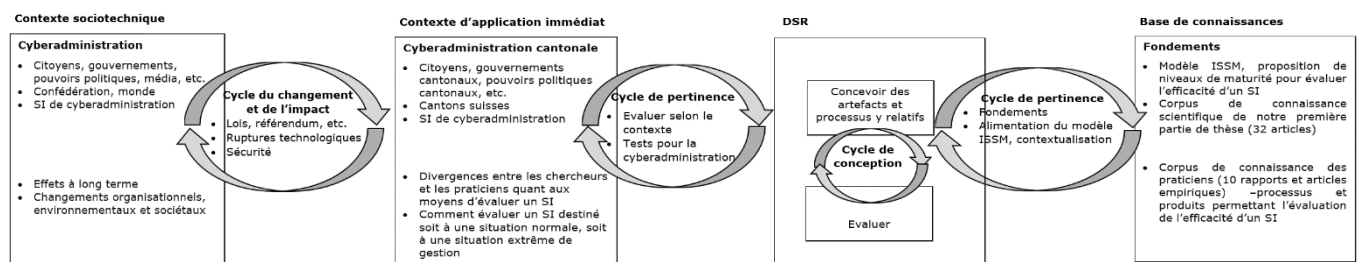 Contexte sociotechnique
Cyberadministration
• Citoyens, gouvernements,
pouvoirs politiques, média, etc.
• Confédération, monde
• SI de cyberadministration
• Effets à long terme
• Changements organisationnels,
environnementaux et sociétaux
Cycle du changement
et de l'impact
• Lois, référendum, etc.
• Ruptures technologiques
• Sécurité
Contexte d'application immédiat
Cyberadministration cantonale
• Citoyens, gouvernements
cantonaux, pouvoirs politiques
cantonaux, etc.
• Cantons suisses
• SI de cyberadministration
• Divergences entre les chercheurs
et les praticiens quant aux
moyens d'évaluer un SI
• Comment évaluer un SI destiné
soit à une situation normale, soit
à une situation extrême de
gestion
Cycle de pertinence
• Evaluer selon le
contexte
• Tests pour la
cyberadministration
DSR
Concevoir des
artefacts et
processus y relatifs
Cycle de
conception
Evaluer
Cycle de pertinence
• Fondements
• Alimentation du modèle
ISSM, contextualisation
Base de connaissances
Fondements
• Modèle ISSM, proposition de
niveaux de maturité pour évaluer
l'efficacité d'un SI
• Corpus de connaissance
scientifique de notre première
partie de thèse (32 articles)
• Corpus de connaissance des
praticiens (10 rapports et articles
empiriques) –processus et
produits permettant l'évaluation
de l'efficacité d'un SI